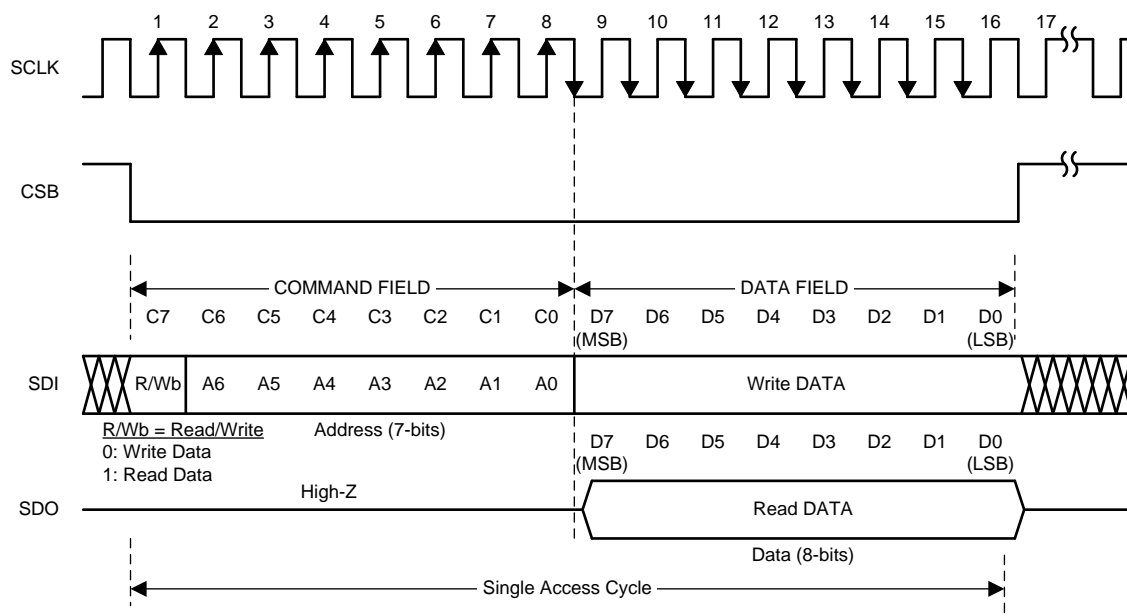 1 2 3 4 5 6 7 8 9 10 11 12 13 14 15 16 17
SCLK
CSB
COMMAND FIELD DATA FIELD
C7 C6 C5 C4 C3 C2 C1 C0 D7 D6 D5 D4 D3 D2 D1 D0
(MSB) (LSB)
SDI R/Wb A6 A5 A4 A3 A2 A1 A0 Write DATA
R/Wb = Read/Write Address (7-bits)
0: Write Data
1: Read Data
D7 D6 D5 D4 D3 D2 D1 D0
(MSB) (LSB)
High-Z
SDO Read DATA
Data (8-bits)
Single Access Cycle